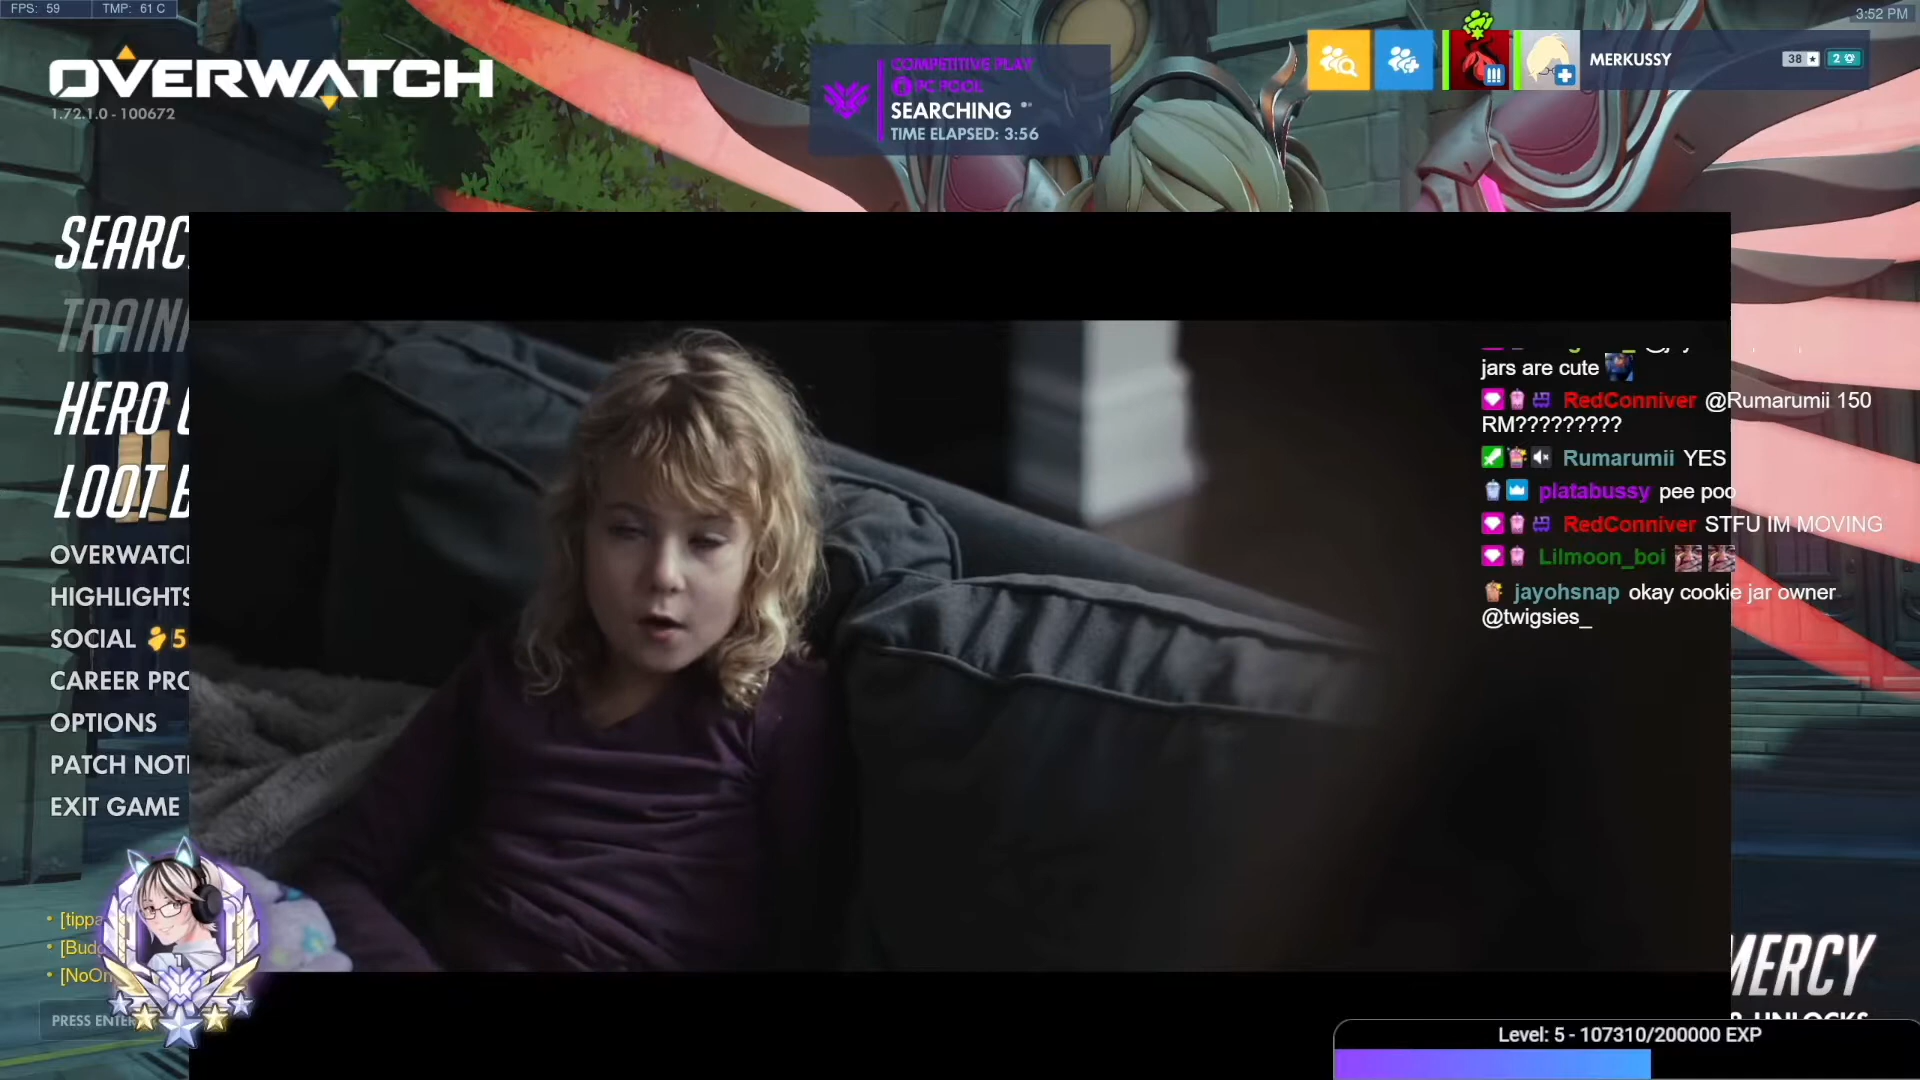 FPS: 59
TMP: 61 C
3:52 PM
OVERWATCH
1.72.1.0 - 100672
COMPETITIVE PLAY
PC POOL
SEARCHING
TIME ELAPSED: 3:56
MERKUSSY
38
2
SEARC
TRAIN
HERO
LOOT B
OVERWATC
HIGHLIGHTS
SOCIAL 5
CAREER PRO
OPTIONS
PATCH NOT
EXIT GAME
jars are cute
RedConniver @Rumarumii 150
RM?????????
Rumarumii YES
platabussy pee poo
RedConniver STFU IM MOVING
Lilmoon_boi
jayohsnap okay cookie jar owner
@twigsies_
• [tippa
• [Bud
• [NoOn
PRESS ENTER
MERCY
Level: 5 - 107310/200000 EXP